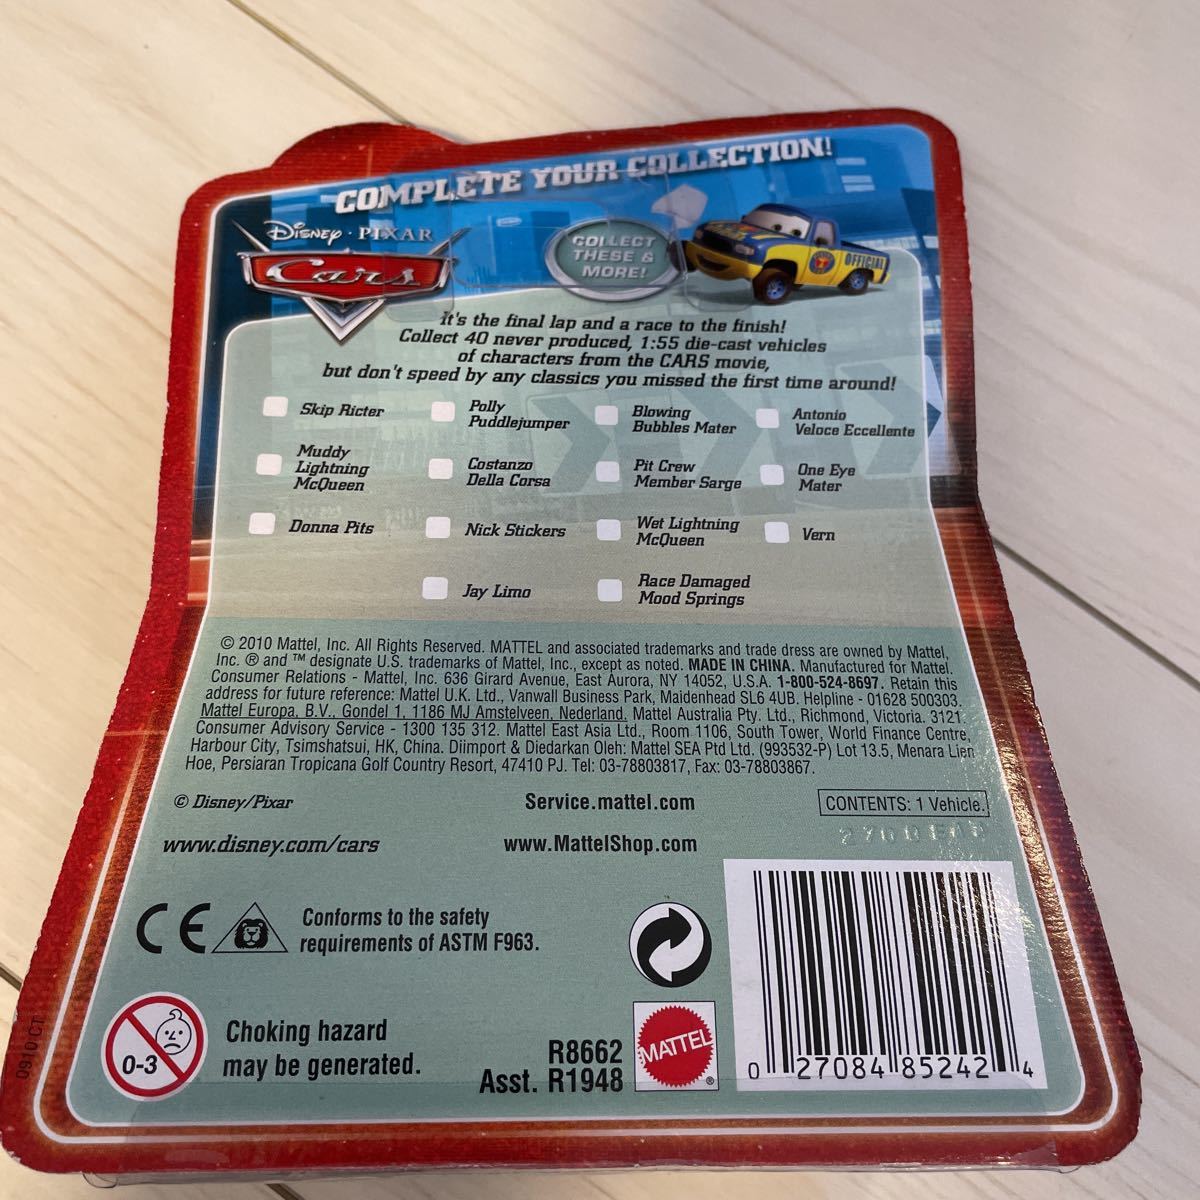 COMPLETE YOUR COLLECTION!
Disney · PIXAR
Cars
COLLECT
THESE &
MORE!
OFFICIAL
It's the final lap and a race to the finish!
Collect 40 never produced, 1:55 die-cast vehicles
of characters from the CARS movie,
but don't speed by any classics you missed the first time around!
Skip Ricter
Polly
Puddlejumper
Blowing
Bubbles Mater
Antonio
Veloce Eccellente
Muddy
Lightning
McQueen
Costanzo
Della Corsa
Pit Crew
Member Sarge
One Eye
Mater
Donna Pits
Nick Stickers
Wet Lightning
McQueen
Vern
Jay Limo
Race Damaged
Mood Springs
© 2010 Mattel, Inc. All Rights Reserved. MATTEL and associated trademarks and trade dress are owned by Mattel,
Inc. ® and ™ designate U.S. trademarks of Mattel, Inc., except as noted. MADE IN CHINA. Manufactured for Mattel.
Consumer Relations - Mattel, Inc. 636 Girard Avenue, East Aurora, NY 14052, U.S.A. 1-800-524-8697. Retain this
address for future reference: Mattel U.K. Ltd., Vanwall Business Park, Maidenhead SL6 4UB. Helpline - 01628 500303.
Mattel Europa, B.V., Gondel 1, 1186 MJ Amstelveen, Nederland. Mattel Australia Pty. Ltd., Richmond, Victoria. 3121.
Consumer Advisory Service - 1300 135 312. Mattel East Asia Ltd., Room 1106, South Tower, World Finance Centre,
Harbour City, Tsimshatsui, HK, China. Diimport & Diedarkan Oleh: Mattel SEA Ptd Ltd. (993532-P) Lot 13.5, Menara Lien
Hoe, Persiaran Tropicana Golf Country Resort, 47410 PJ. Tel: 03-78803817, Fax: 03-78803867.
© Disney/Pixar
Service.mattel.com
CONTENTS: 1 Vehicle.
www.disney.com/cars
www.MattelShop.com
CE
Conforms to the safety
requirements of ASTM F963.
0-3
Choking hazard
may be generated.
R8662
Asst. R1948
MATTEL ®
0 27084 85242 4
0910 CT